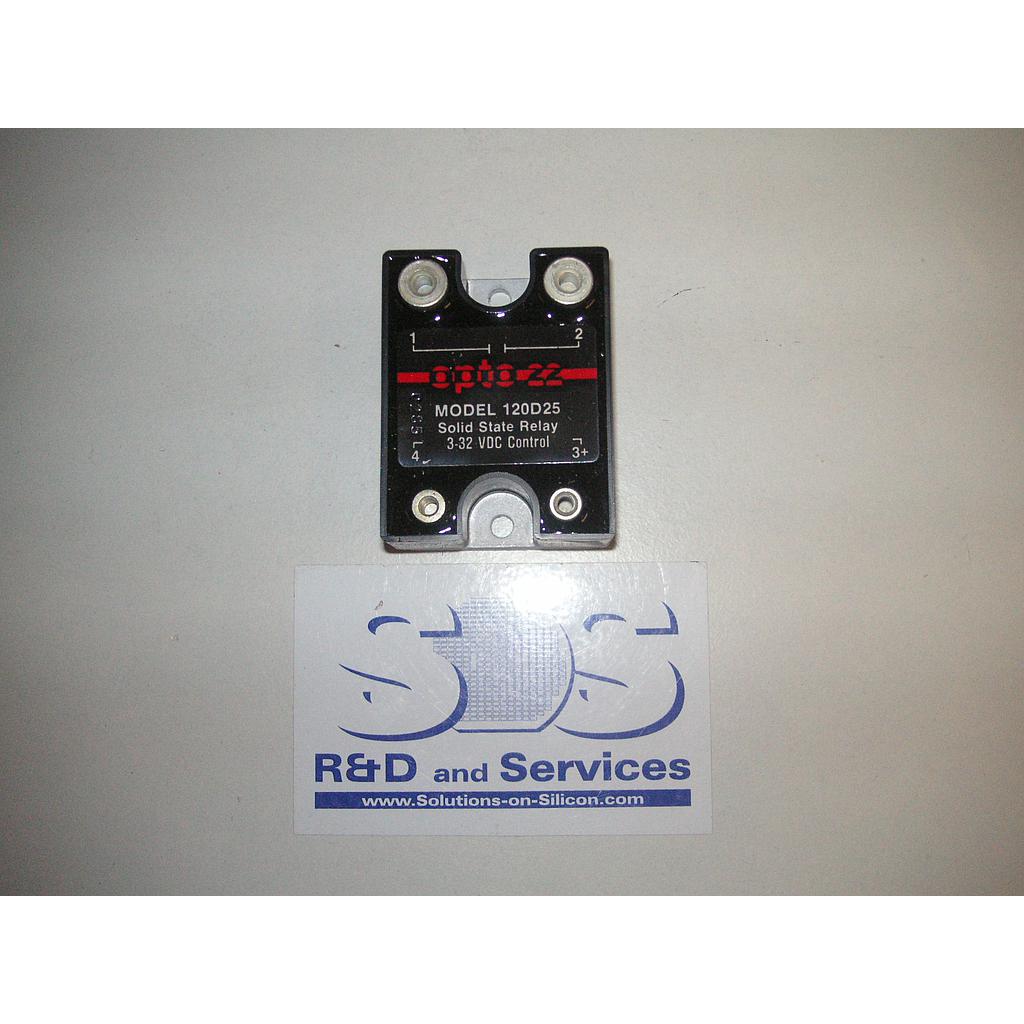 1 2
opto 22
MODEL 120D25
Solid State Relay
3-32 VDC Control
4 3+
SOS
R&D and Services
www.Solutions-on-Silicon.com